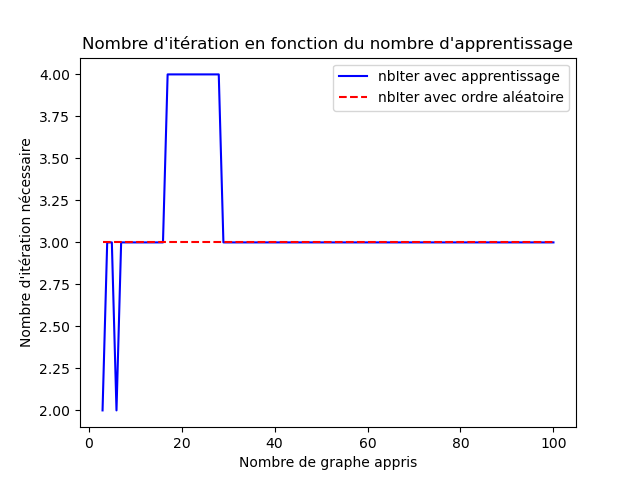 Nombre d'itération en fonction du nombre d'apprentissage
nbIter avec apprentissage
nbIter avec ordre aléatoire
4.00
3.75
3.50
3.25
3.00
2.75
2.50
2.25
2.00
Nombre d'itération nécessaire
0 20 40 60 80 100
Nombre de graphe appris